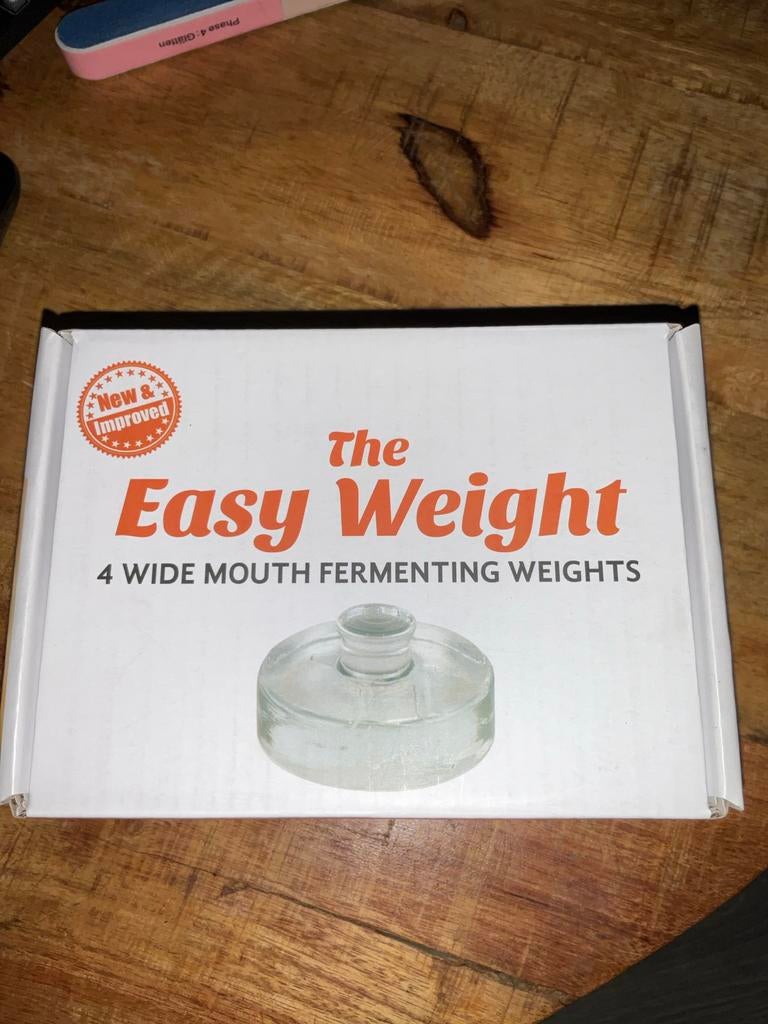 Phase 4: Glätten
New &
Improved
The
Easy Weight
4 WIDE MOUTH FERMENTING WEIGHTS